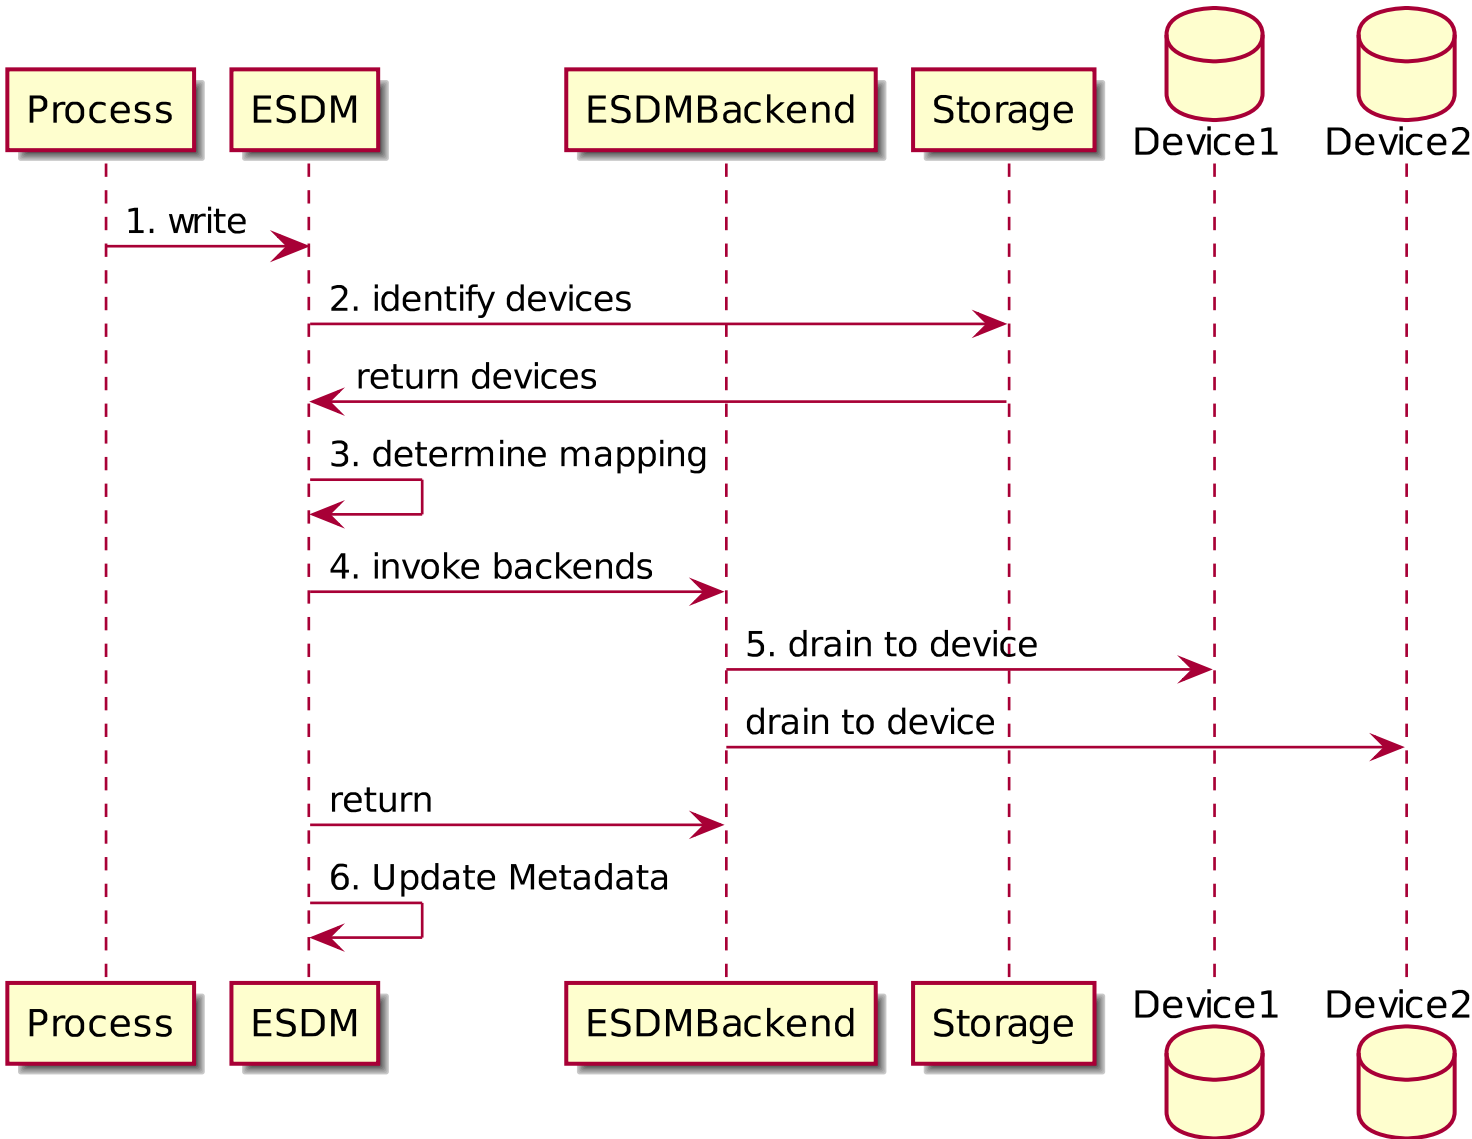 Process
ESDM
ESDMBackend
Storage
Device1
Device2
1. write
2. identify devices
return devices
3. determine mapping
4. invoke backends
5. drain to device
drain to device
return
6. Update Metadata
Process
ESDM
ESDMBackend
Storage
Device1
Device2